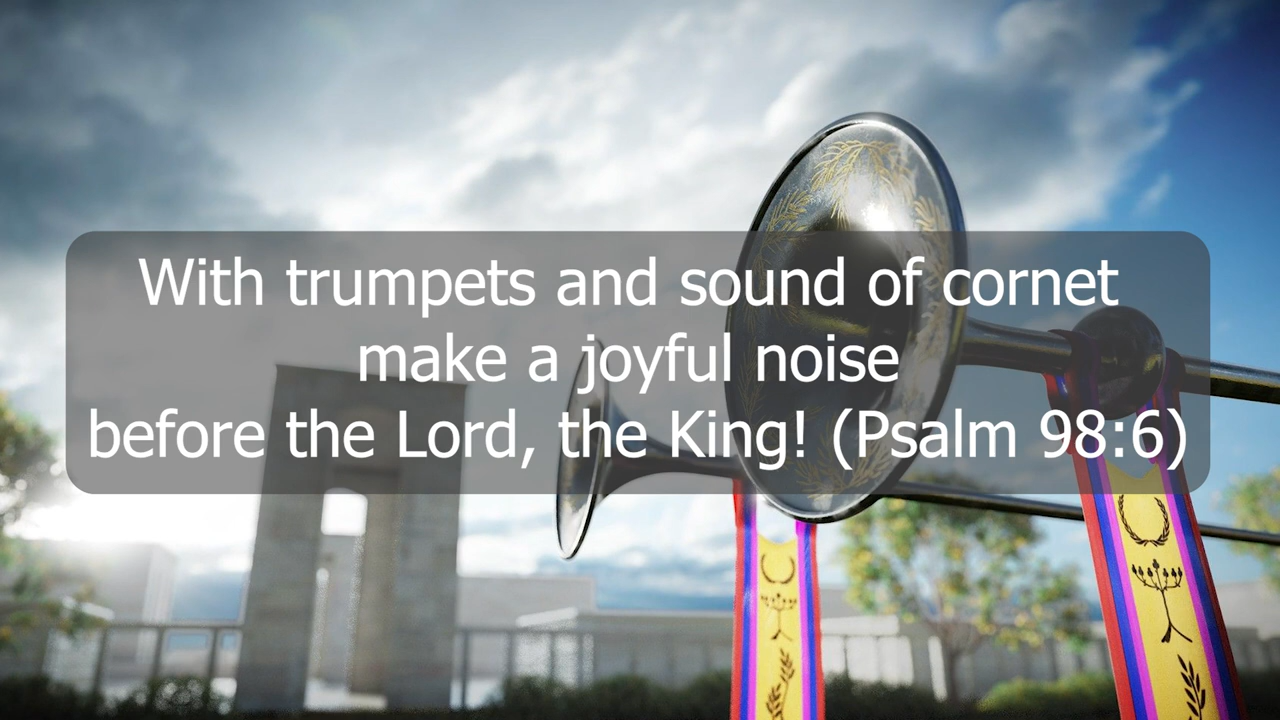 With trumpets and sound of cornet
make a joyful noise
before the Lord, the King! (Psalm 98:6)